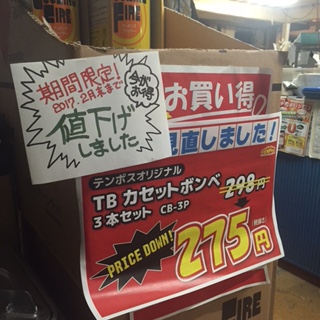 FIRE
期間限定!
2017.2月末まで
今が
お得
値下げ
しました
お買い得
見直しました!
テンポスオリジナル
TB カセットボンベ
3本セット CB-3P
298円
PRICE DOWN!
275円
FIRE